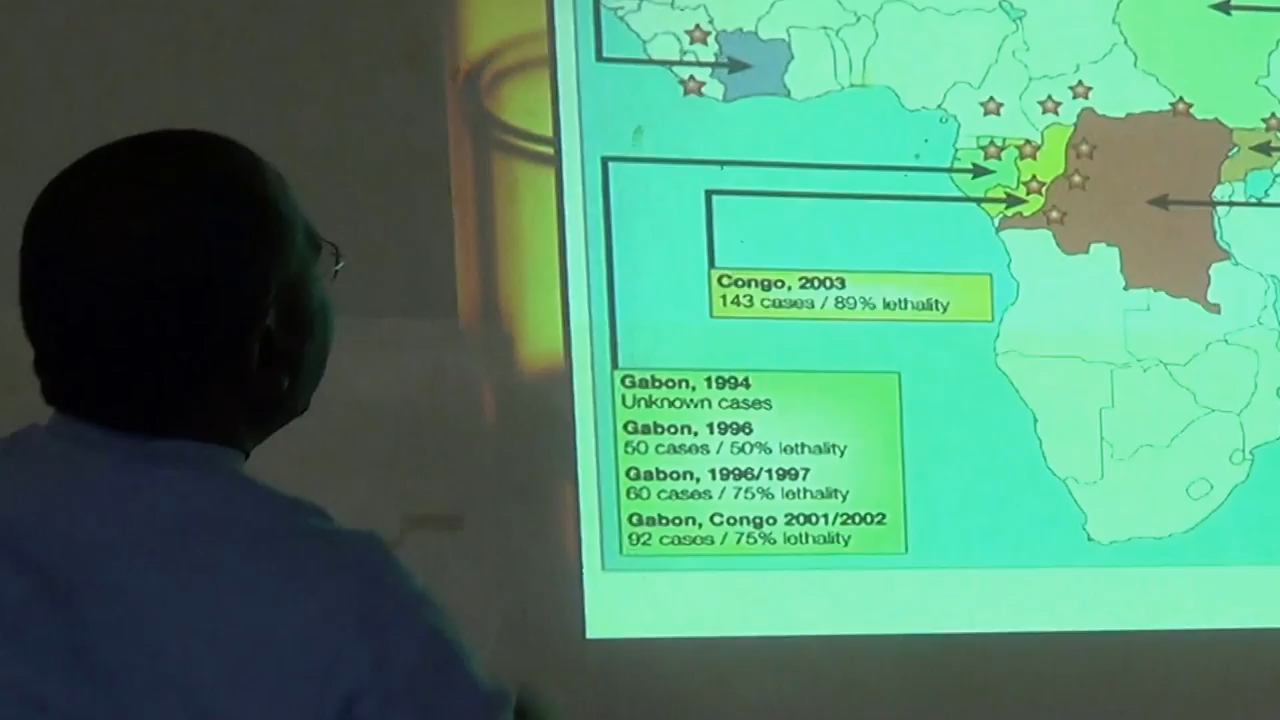 Congo, 2003
143 cases / 89% lethality
Gabon, 1994
Unknown cases
Gabon, 1996
50 cases / 50% lethality
Gabon, 1996/1997
60 cases / 75% lethality
Gabon, Congo 2001/2002
92 cases / 75% lethality